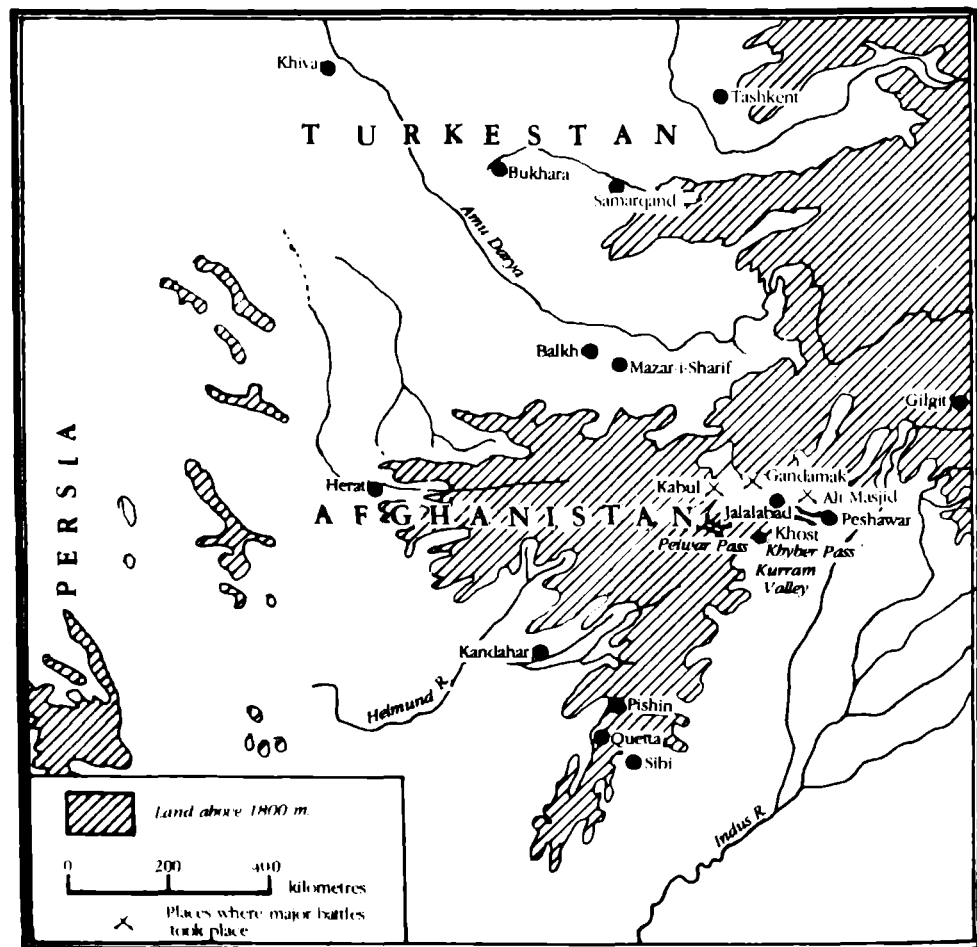 Khiva
Tashkent
TURKESTAN
Bukhara
Samarqand
Amu Darya
Balkh
Mazar-i-Sharif
Gilgit
PERSIA
Herat
Kabul
Gandamak
Ali Masjid
AFGHANISTAN
Jalalabad
Peshawar
Peiwar Pass
Khost
Khyber Pass
Kurram
Valley
Kandahar
Helmund R
Pishin
Quetta
Sibi
Indus R
Land above 1800 m.
0 200 400
kilometres
Places where major battles
took place